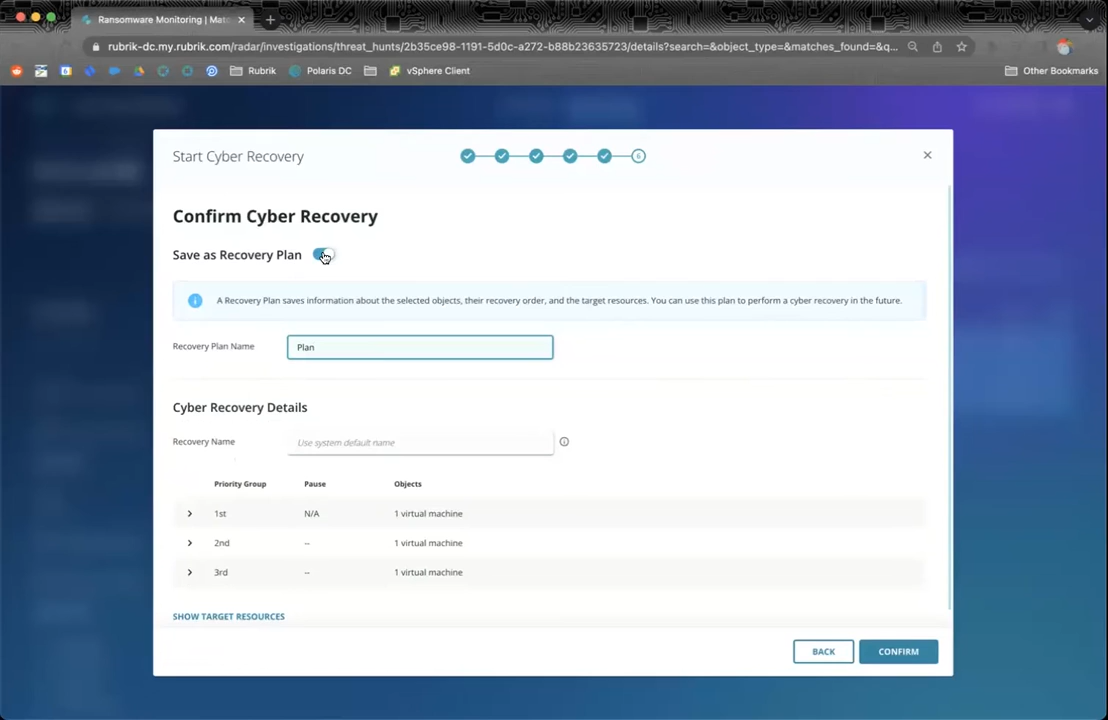 Ransomware Monitoring | Mat
rubrik-dc.my.rubrik.com/radar/investigations/threat_hunts/2b35ce98-1191-5d0c-a272-b88b23635723/details?search=&object_type=&matches_found=&q...
Rubrik
Polaris DC
vSphere Client
Other Bookmarks
Start Cyber Recovery
6
Confirm Cyber Recovery
Save as Recovery Plan
A Recovery Plan saves information about the selected objects, their recovery order, and the target resources. You can use this plan to perform a cyber recovery in the future.
Recovery Plan Name
Plan
Cyber Recovery Details
Recovery Name
Use system default name
Priority Group Pause Objects
1st N/A 1 virtual machine
2nd -- 1 virtual machine
3rd -- 1 virtual machine
SHOW TARGET RESOURCES
BACK CONFIRM